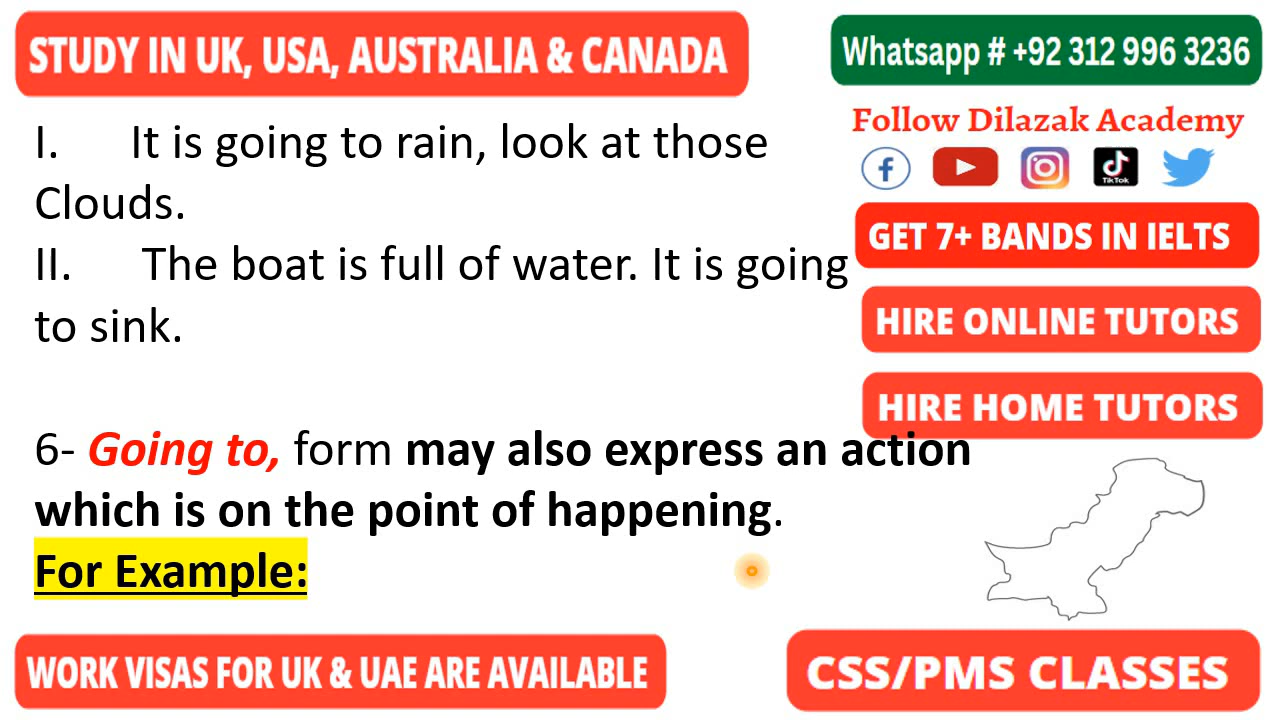 STUDY IN UK, USA, AUSTRALIA & CANADA
Whatsapp # +92 312 996 3236
Follow Dilazak Academy
TikTok
I. It is going to rain, look at those
Clouds.
II. The boat is full of water. It is going
to sink.
GET 7+ BANDS IN IELTS
HIRE ONLINE TUTORS
HIRE HOME TUTORS
6- Going to, form may also express an action
which is on the point of happening.
For Example:
WORK VISAS FOR UK & UAE ARE AVAILABLE
CSS/PMS CLASSES